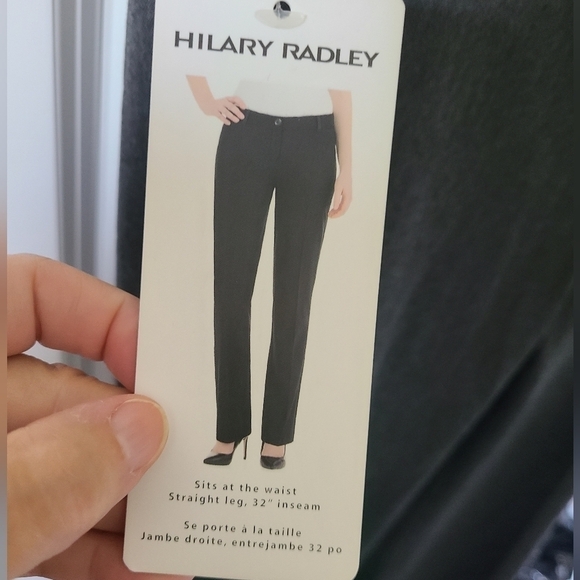 HILARY RADLEY
Sits at the waist
Straight leg, 32" inseam
Se porte à la taille
Jambe droite, entrejambe 32 po